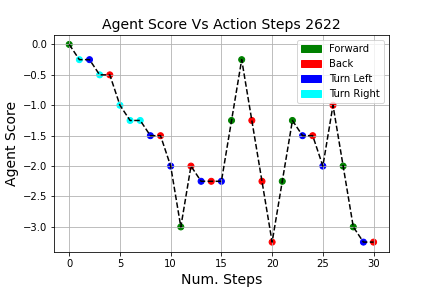 Agent Score Vs Action Steps 2622
Forward
Back
Turn Left
Turn Right
Agent Score
0.0
−0.5
−1.0
−1.5
−2.0
−2.5
−3.0
0 5 10 15 20 25 30
Num. Steps